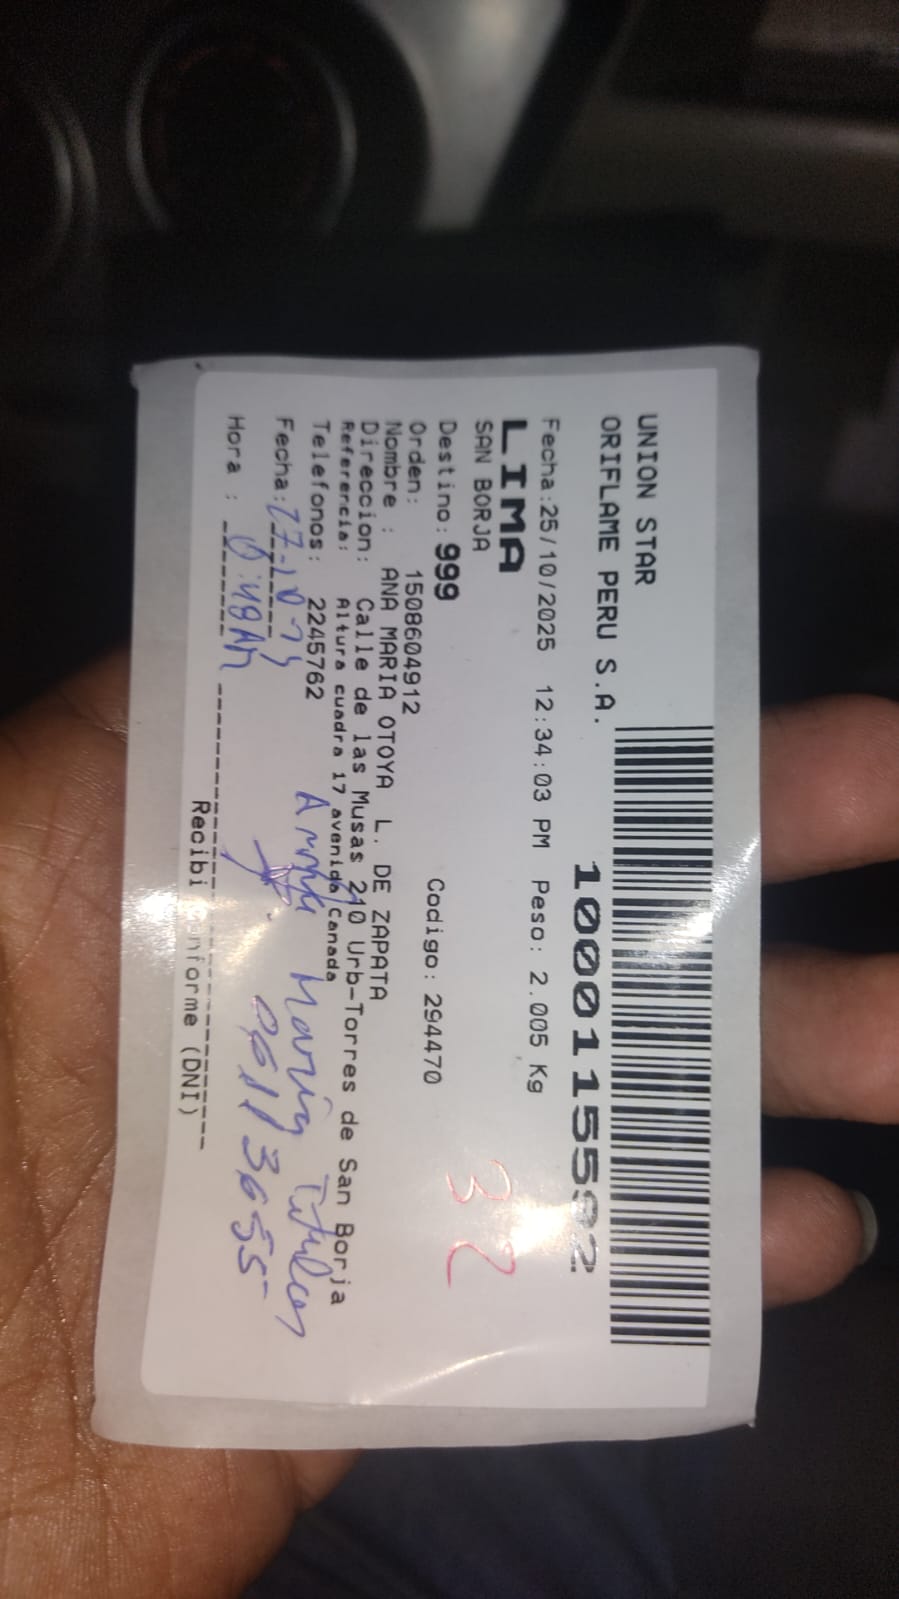 UNION STAR
ORIFLAME PERU S.A.
10001155
Fecha:25/10/2025 12:34:03 PM Peso: 2.005 Kg
LIMA
SAN BORJA
32
Destino: 999 Codigo: 294470
Orden: 1508604912
Nombre : ANA MARIA OTOYA L. DE ZAPATA
Direccion: Calle de las Musas 210 Urb-Torres de San Borja
Referencia: Altura cuadra 17 avenida Canada
Telefonos: 2245762
María
Fecha:
Hora :
Recibi (DNI)